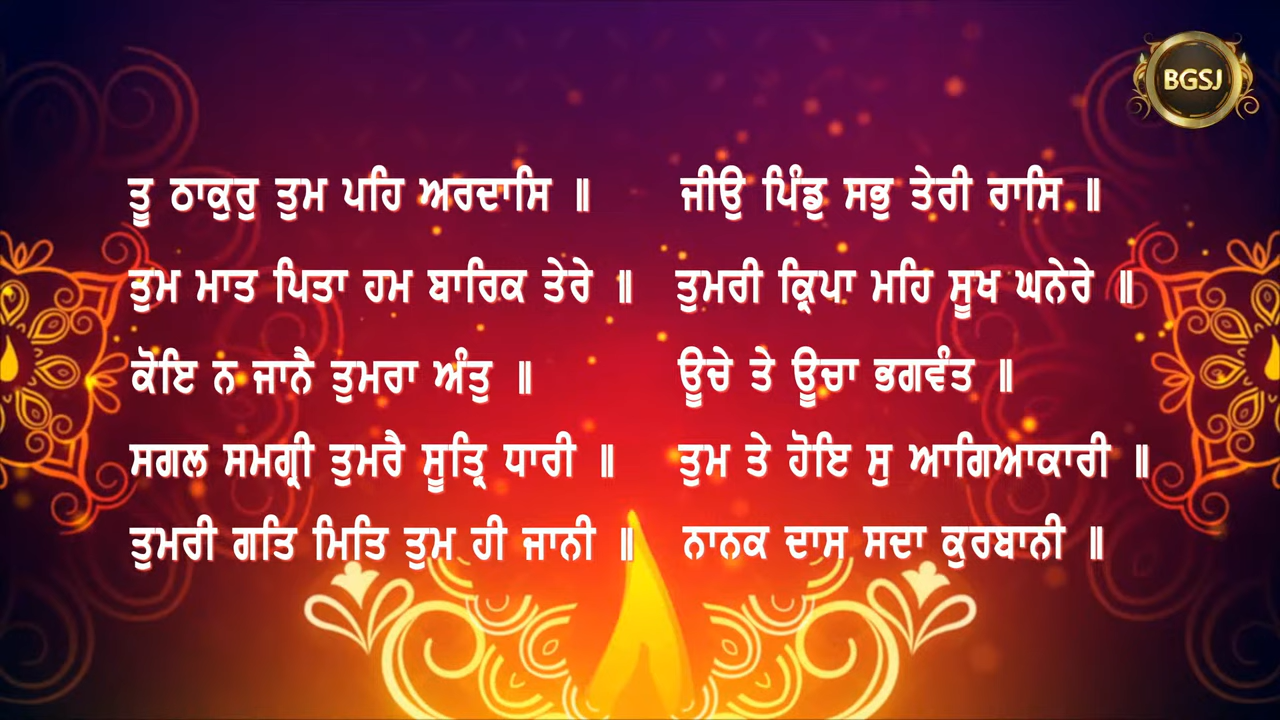 BGSJ
ਤੂ ਠਾਕੁਰੁ ਤੁਮ ਪਹਿ ਅਰਦਾਸਿ ॥ ਜੀਉ ਪਿੰਡੁ ਸਭੁ ਤੇਰੀ ਰਾਸਿ ॥
ਤੁਮ ਮਾਤ ਪਿਤਾ ਹਮ ਬਾਰਿਕ ਤੇਰੇ ॥ ਤੁਮਰੀ ਕ੍ਰਿਪਾ ਮਹਿ ਸੂਖ ਘਨੇਰੇ ॥
ਕੋਇ ਨ ਜਾਨੈ ਤੁਮਰਾ ਅੰਤੁ ॥ ਊਚੇ ਤੇ ਊਚਾ ਭਗਵੰਤ ॥
ਸਗਲ ਸਮਗ੍ਰੀ ਤੁਮਰੈ ਸੂਤ੍ਰਿ ਧਾਰੀ ॥ ਤੁਮ ਤੇ ਹੋਇ ਸੁ ਆਗਿਆਕਾਰੀ ॥
ਤੁਮਰੀ ਗਤਿ ਮਿਤਿ ਤੁਮ ਹੀ ਜਾਨੀ ॥ ਨਾਨਕ ਦਾਸ ਸਦਾ ਕੁਰਬਾਨੀ ॥